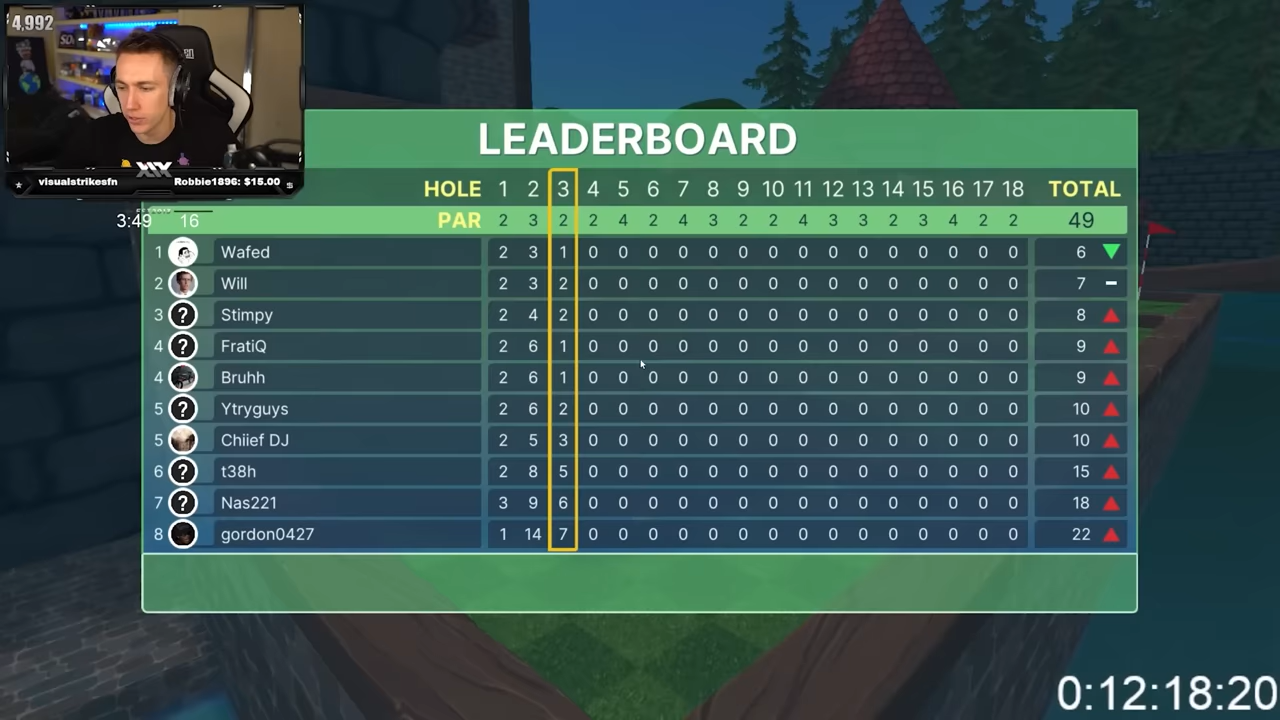 4,992
visualstrikesfn Robbie1896: $15.00
LEADERBOARD
HOLE 1 2 3 4 5 6 7 8 9 10 11 12 13 14 15 16 17 18 TOTAL
3:49 16 PAR 2 3 2 2 4 2 4 3 2 2 4 3 3 2 3 4 2 2 49
1 Wafed 2 3 1 0 0 0 0 0 0 0 0 0 0 0 0 0 0 0 6
2 Will 2 3 2 0 0 0 0 0 0 0 0 0 0 0 0 0 0 0 7
3 ? Stimpy 2 4 2 0 0 0 0 0 0 0 0 0 0 0 0 0 0 0 8
4 ? FratiQ 2 6 1 0 0 0 0 0 0 0 0 0 0 0 0 0 0 0 9
4 Bruhh 2 6 1 0 0 0 0 0 0 0 0 0 0 0 0 0 0 0 9
5 ? Ytryguys 2 6 2 0 0 0 0 0 0 0 0 0 0 0 0 0 0 0 10
5 Chiief DJ 2 5 3 0 0 0 0 0 0 0 0 0 0 0 0 0 0 0 10
6 ? t38h 2 8 5 0 0 0 0 0 0 0 0 0 0 0 0 0 0 0 15
7 ? Nas221 3 9 6 0 0 0 0 0 0 0 0 0 0 0 0 0 0 0 18
8 gordon0427 1 14 7 0 0 0 0 0 0 0 0 0 0 0 0 0 0 0 22
0:12:18:20